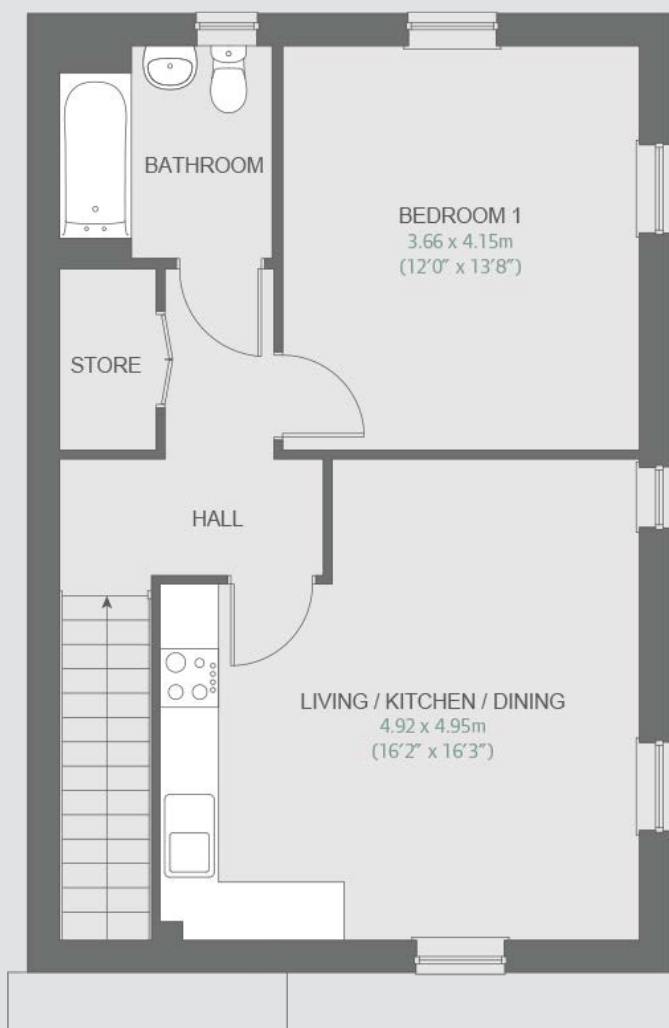 BATHROOM
BEDROOM 1
3.66 x 4.15m
(12'0" x 13'8")
STORE
HALL
LIVING / KITCHEN / DINING
4.92 x 4.95m
(16'2" x 16'3")